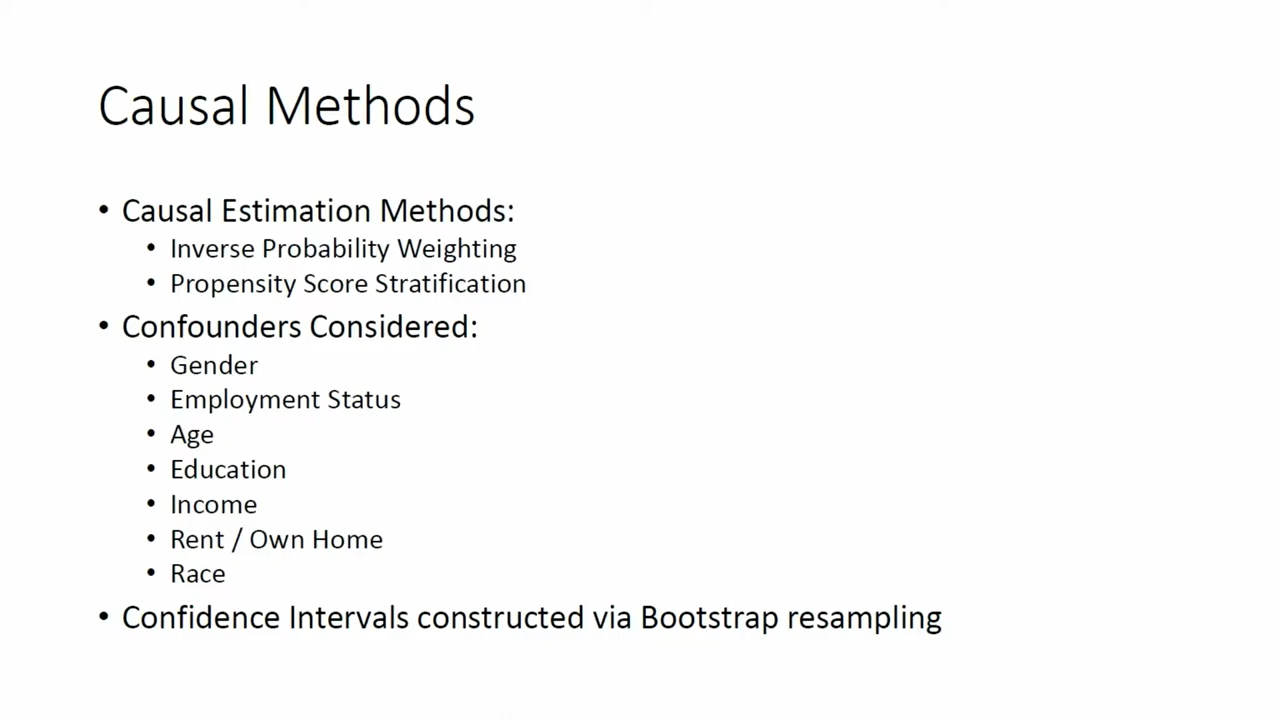 Causal Methods
• Causal Estimation Methods:
• Inverse Probability Weighting
• Propensity Score Stratification
• Confounders Considered:
• Gender
• Employment Status
• Age
• Education
• Income
• Rent / Own Home
• Race
• Confidence Intervals constructed via Bootstrap resampling